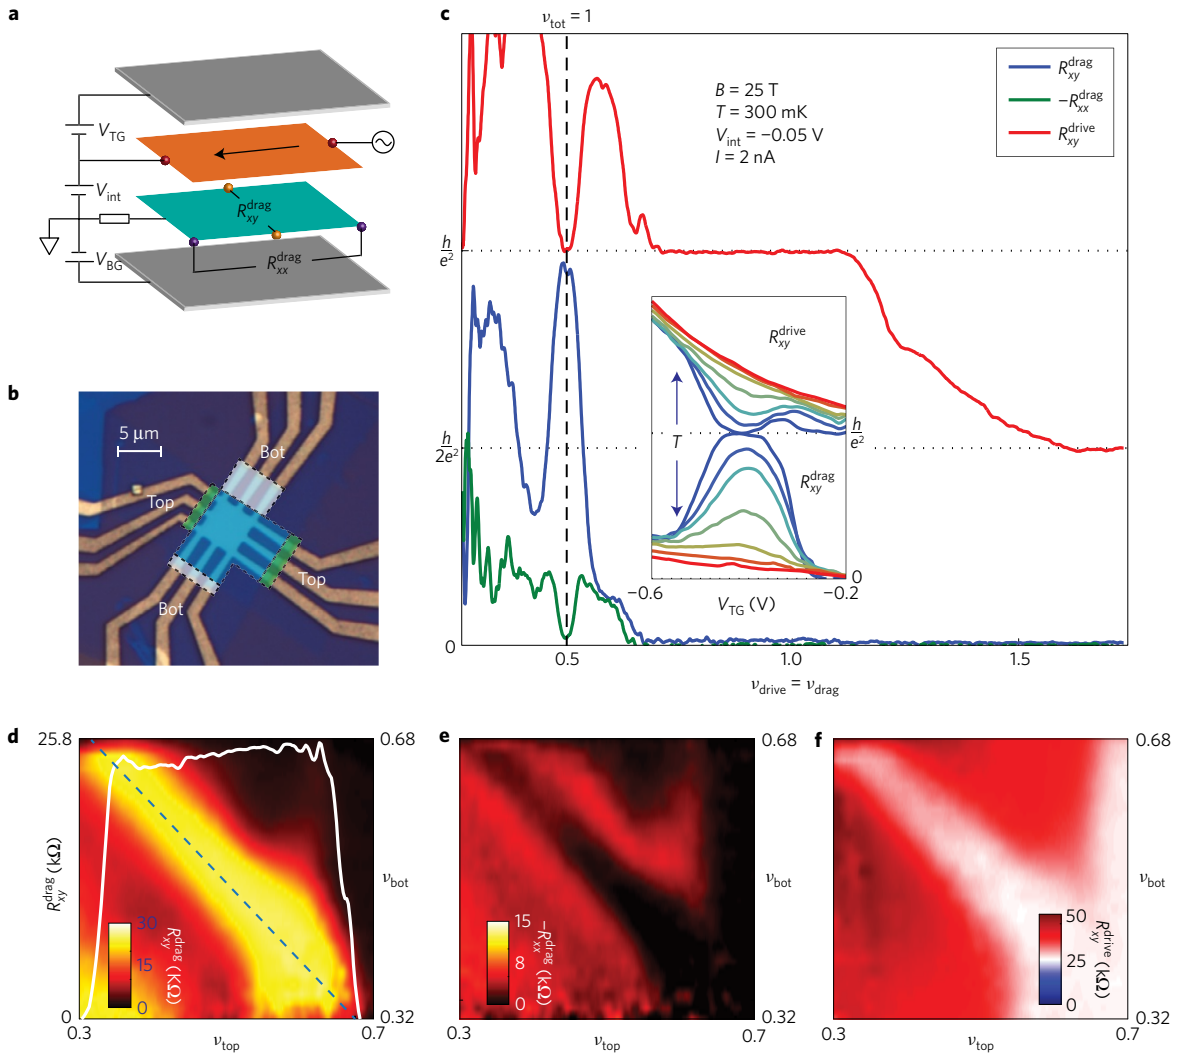 a
V_TG
V_int
V_BG
R_xy^drag
R_xx^drag
b
5 μm
Bot
Top
Top
Bot
c
ν_tot = 1
R_xy^drag
−R_xx^drag
R_xy^drive
B = 25 T
T = 300 mK
V_int = −0.05 V
I = 2 nA
h/e²
h/2e²
0
0.5
1.0
1.5
ν_drive = ν_drag
R_xy^drive
T
h/e²
R_xy^drag
0
−0.6
−0.2
V_TG (V)
d
25.8
0.68
R_xy^drag (kΩ)
ν_bot
30
15
0
R_xy^drag (KΩ)
0
0.32
0.3
0.7
ν_top
e
0.68
ν_bot
15
8
0
−R_xx^drag (kΩ)
0.32
0.3
0.7
ν_top
f
0.68
ν_bot
50
25
0
R_xy^drive (kΩ)
0.32
0.3
0.7
ν_top